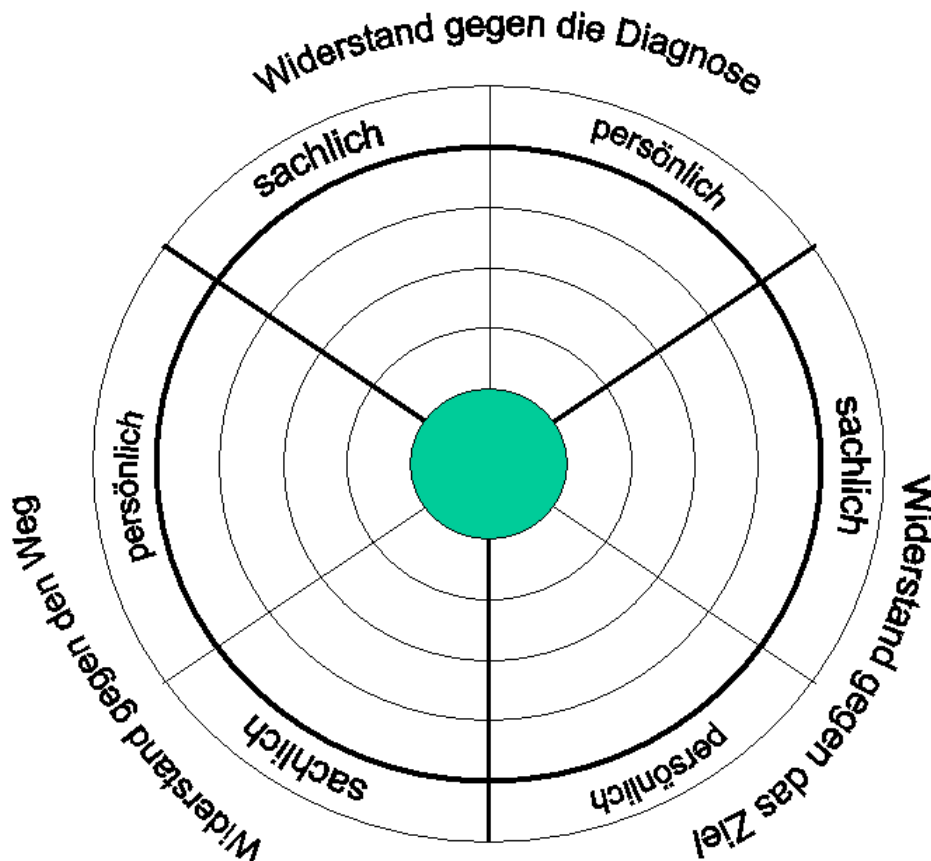 Widerstand gegen die Diagnose
sachlich
persönlich
sachlich
Widerstand gegen das Ziel
persönlich
sachlich
Widerstand gegen den Weg
persönlich